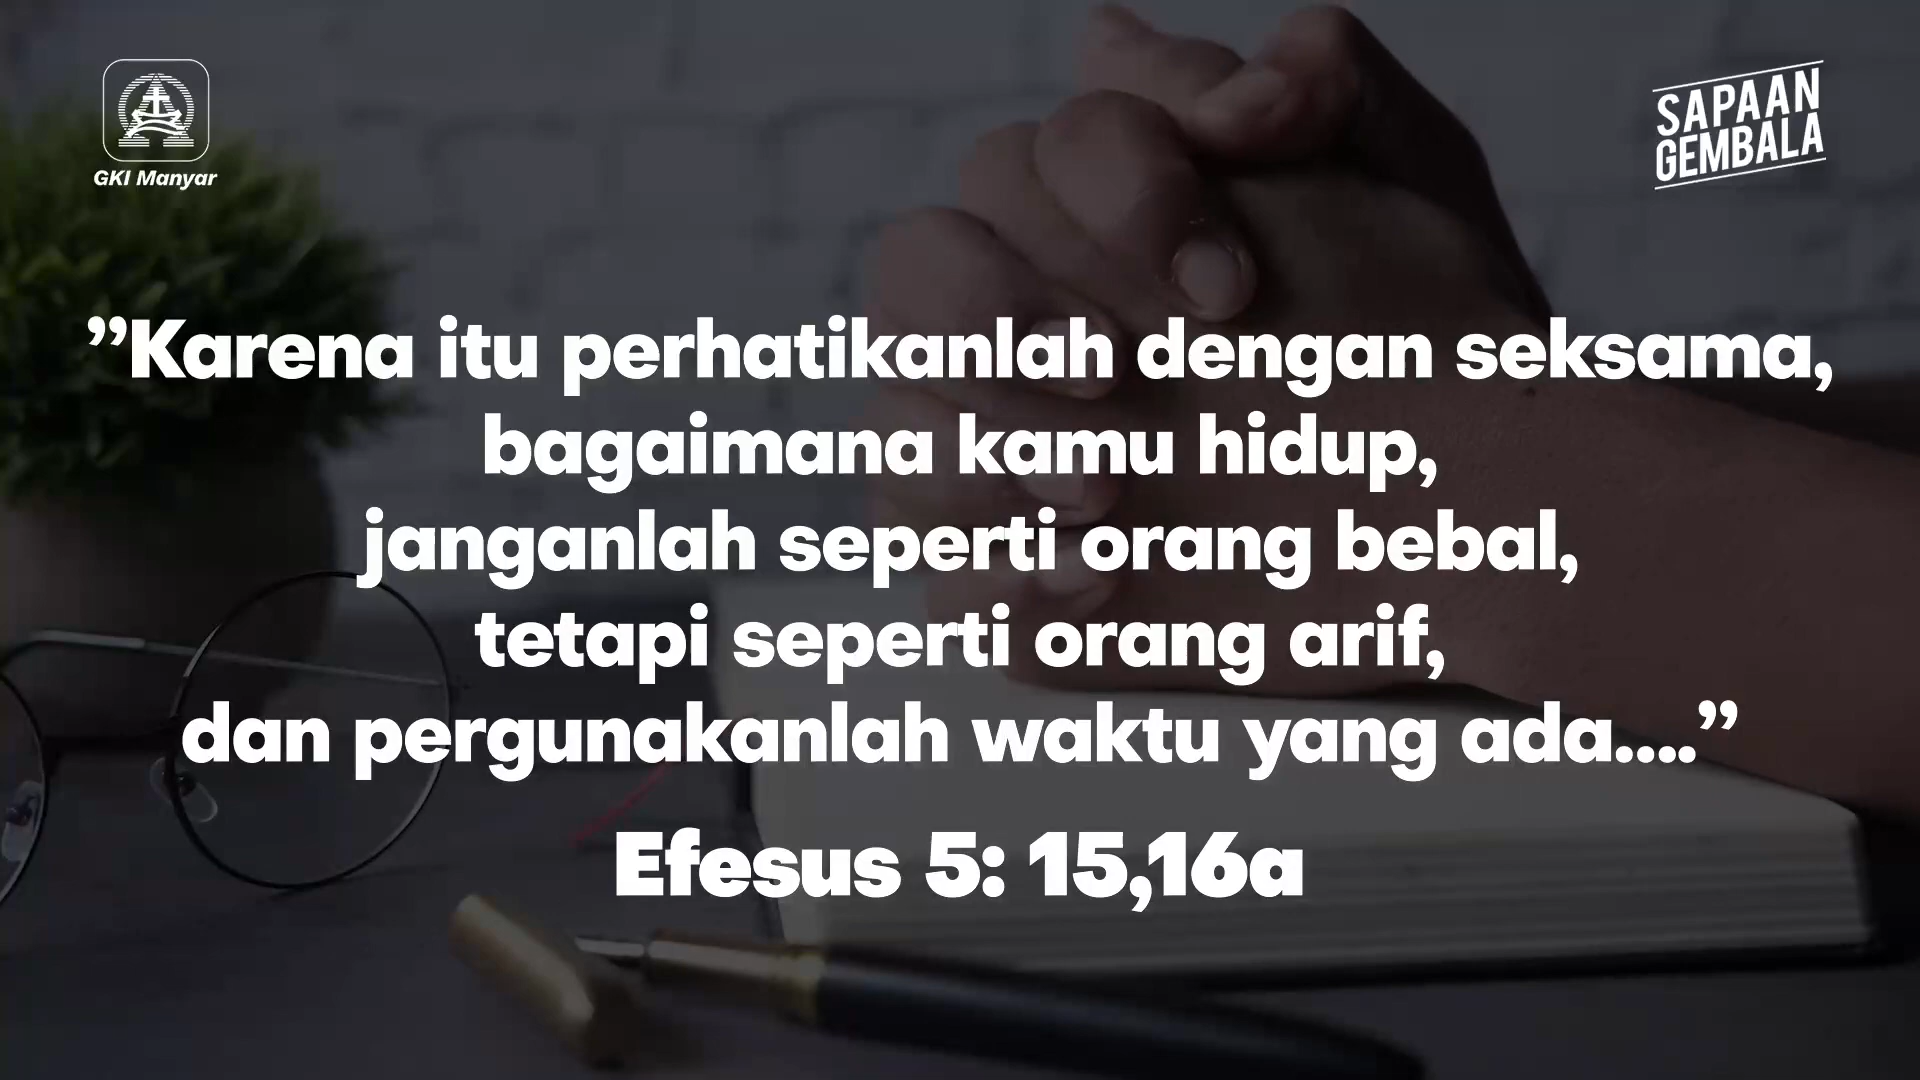 GKI Manyar
SAPAAN
GEMBALA
”Karena itu perhatikanlah dengan seksama,
bagaimana kamu hidup,
janganlah seperti orang bebal,
tetapi seperti orang arif,
dan pergunakanlah waktu yang ada....”
Efesus 5: 15,16a